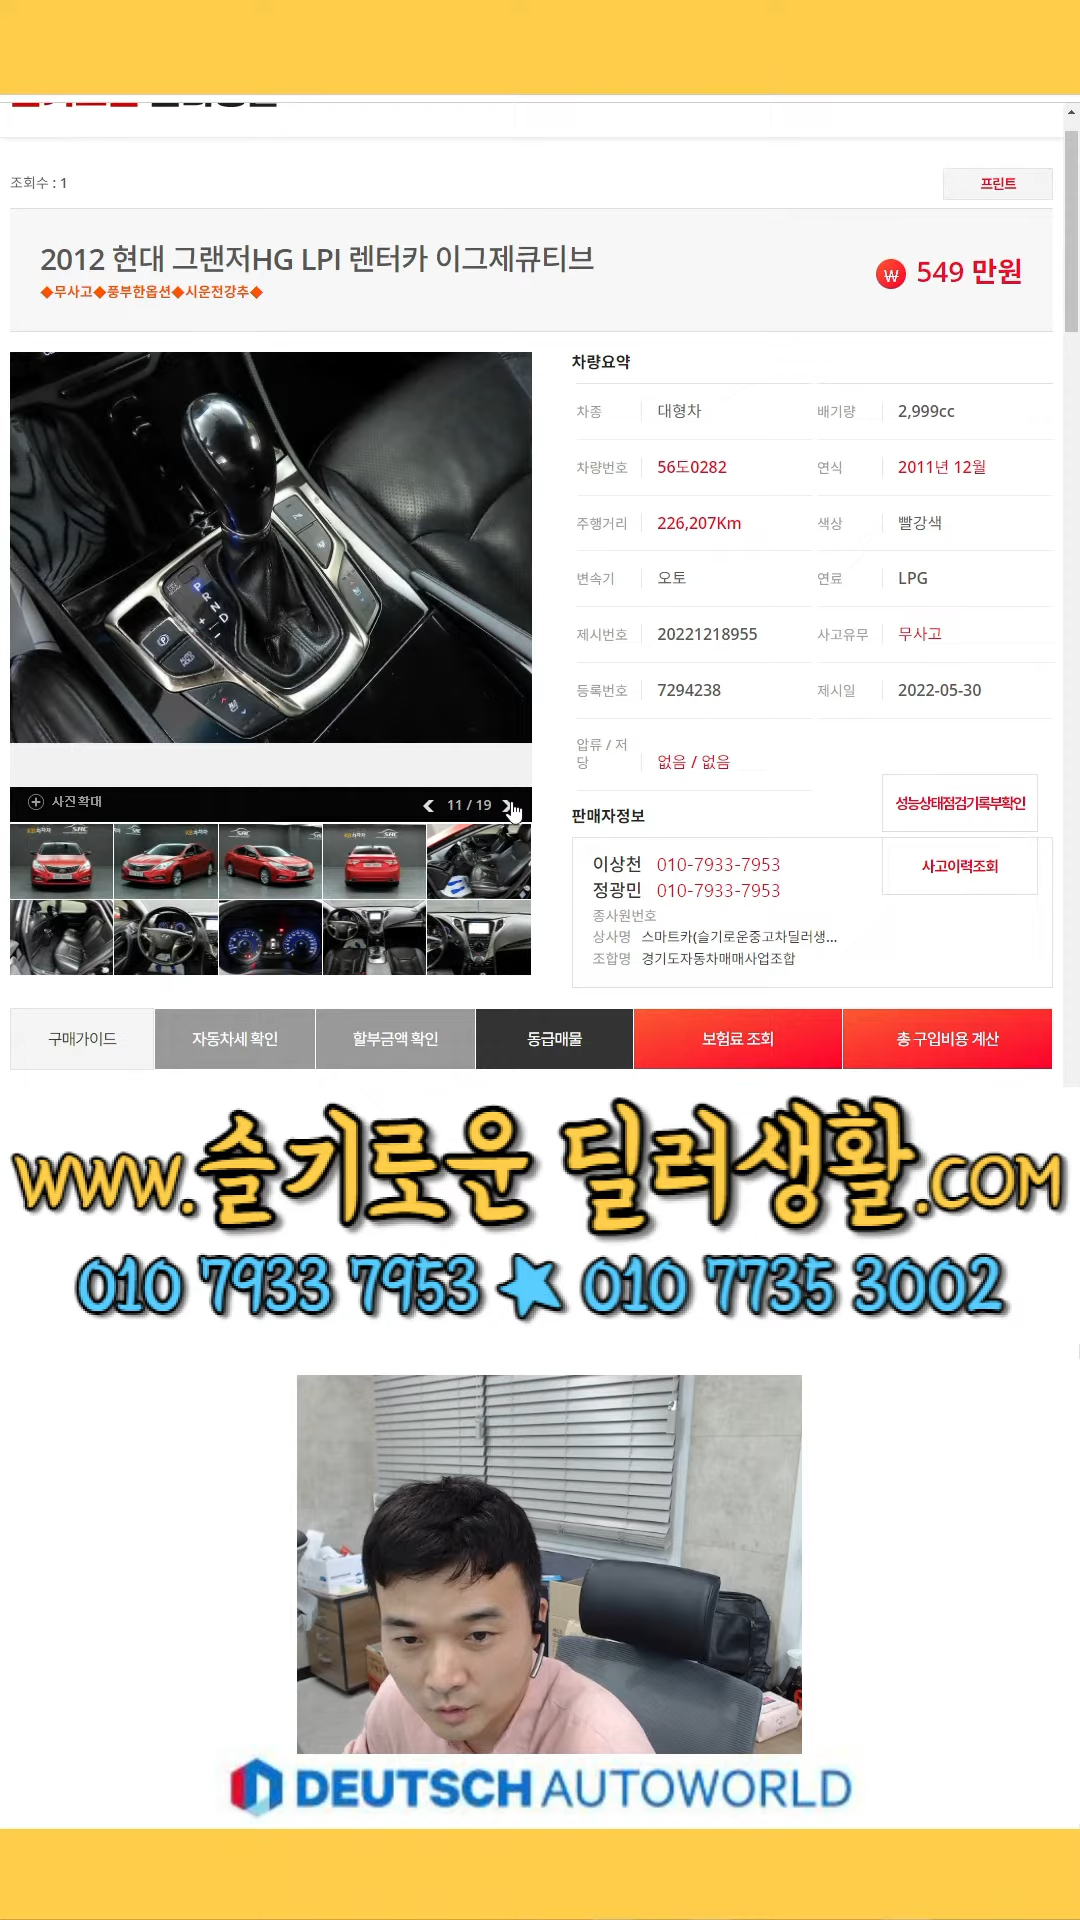 조회수 : 1
프린트
2012 현대 그랜저HG LPI 렌터카 이그제큐티브
◆무사고◆풍부한옵션◆시운전강추◆
549 만원
차량요약
차종 대형차 배기량 2,999cc
차량번호 56도0282 연식 2011년 12월
주행거리 226,207Km 색상 빨강색
변속기 오토 연료 LPG
제시번호 20221218955 사고유무 무사고
등록번호 7294238 제시일 2022-05-30
압류 / 저당 없음 / 없음
사진확대 11 / 19
성능상태점검기록부확인
판매자정보
이상천 010-7933-7953
사고이력조회
정광민 010-7933-7953
종사원번호
상사명 스마트카(슬기로운중고차딜러생...
조합명 경기도자동차매매사업조합
구매가이드 자동차세 확인 할부금액 확인 동급매물 보험료 조회 총 구입비용 계산
www.슬기로운 딜러생활.com
010 7933 7953 ★ 010 7735 3002
DEUTSCH AUTOWORLD